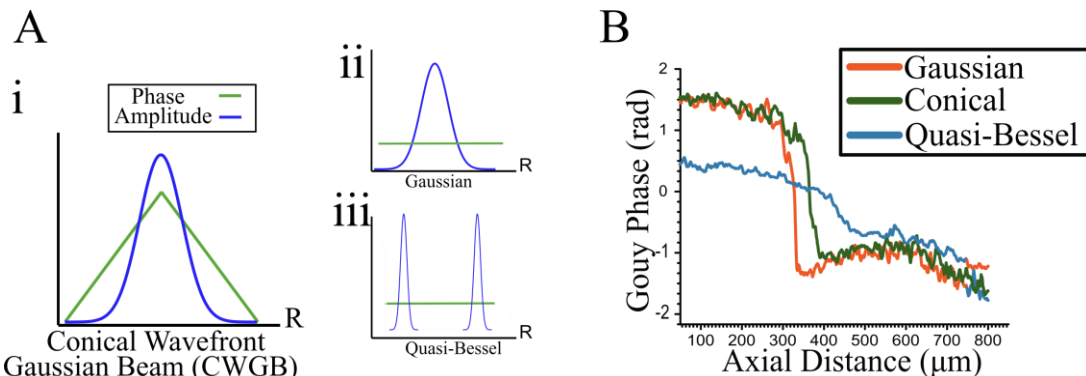 A
i
Phase
Amplitude
R
Conical Wavefront
Gaussian Beam (CWGB)
ii
R
Gaussian
iii
R
Quasi-Bessel
B
Gaussian
Conical
Quasi-Bessel
Gouy Phase (rad)
2
1
0
-1
-2
100 200 300 400 500 600 700 800
Axial Distance (μm)